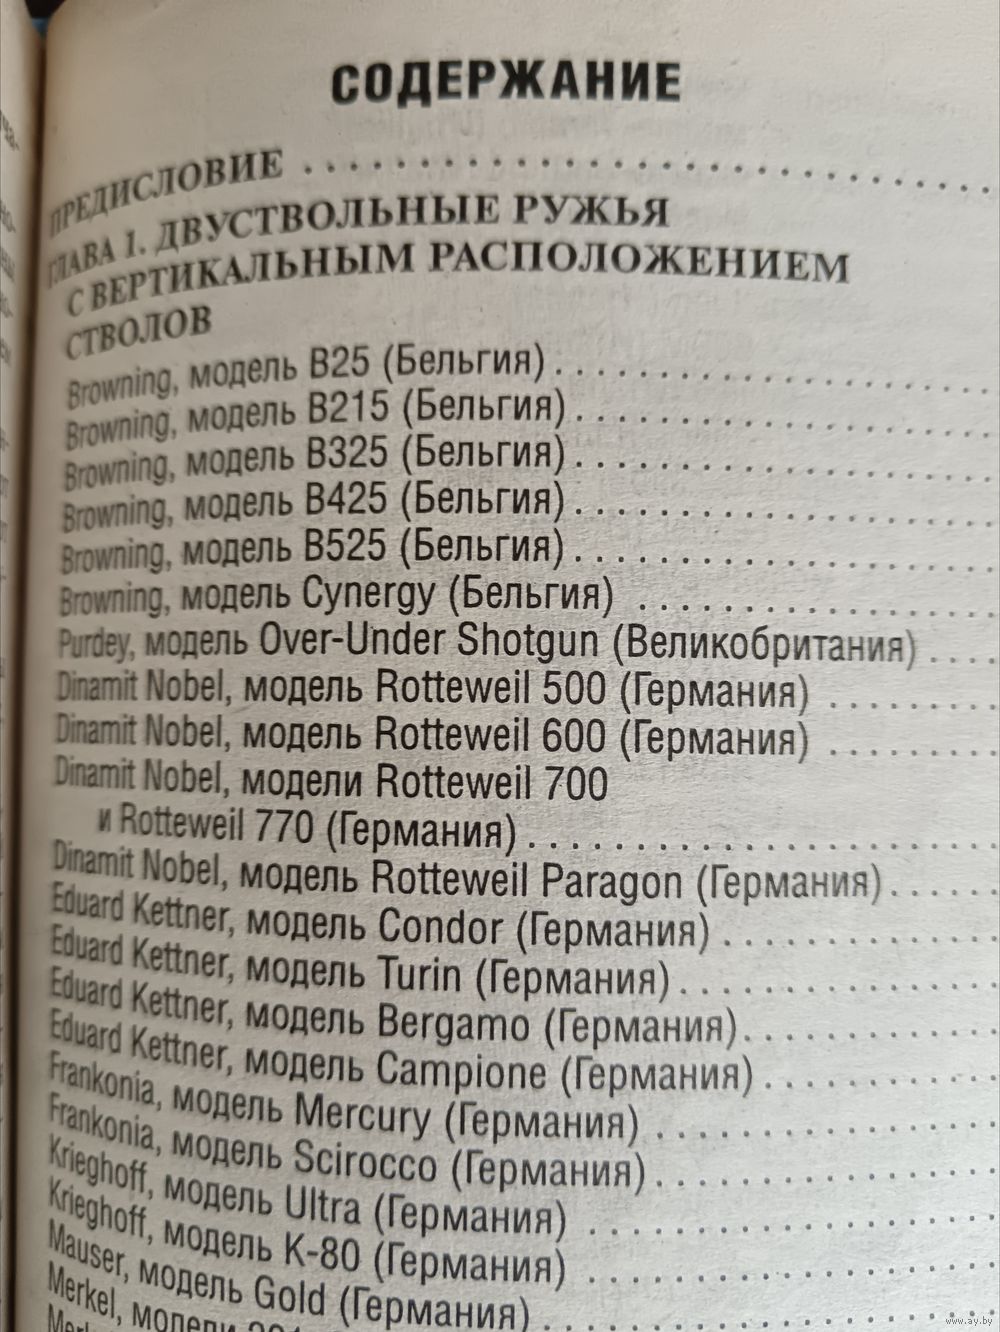 СОДЕРЖАНИЕ
ПРЕДИСЛОВИЕ
ГЛАВА 1. ДВУСТВОЛЬНЫЕ РУЖЬЯ
С ВЕРТИКАЛЬНЫМ РАСПОЛОЖЕНИЕМ
СТВОЛОВ
Browning, модель B25 (Бельгия)
Browning, модель B215 (Бельгия)
Browning, модель B325 (Бельгия)
Browning, модель B425 (Бельгия)
Browning, модель B525 (Бельгия)
Browning, модель Cynergy (Бельгия)
Purdey, модель Over-Under Shotgun (Великобритания)
Dinamit Nobel, модель Rotteweil 500 (Германия)
Dinamit Nobel, модель Rotteweil 600 (Германия)
Dinamit Nobel, модели Rotteweil 700
и Rotteweil 770 (Германия)
Dinamit Nobel, модель Rotteweil Paragon (Германия)
Eduard Kettner, модель Condor (Германия)
Eduard Kettner, модель Turin (Германия)
Eduard Kettner, модель Bergamo (Германия)
Eduard Kettner, модель Campione (Германия)
Frankonia, модель Mercury (Германия)
Frankonia, модель Scirocco (Германия)
Krieghoff, модель Ultra (Германия)
Krieghoff, модель K-80 (Германия)
Mauser, модель Gold (Германия)
Merkel, модели
www.ay.by